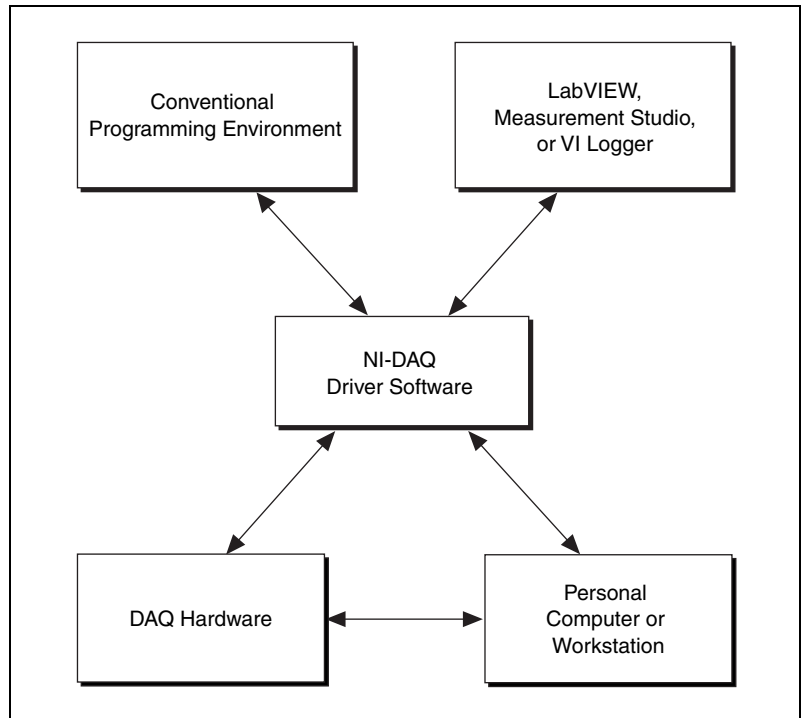 Conventional
Programming Environment
LabVIEW,
Measurement Studio,
or VI Logger
NI-DAQ
Driver Software
DAQ Hardware
Personal
Computer or
Workstation